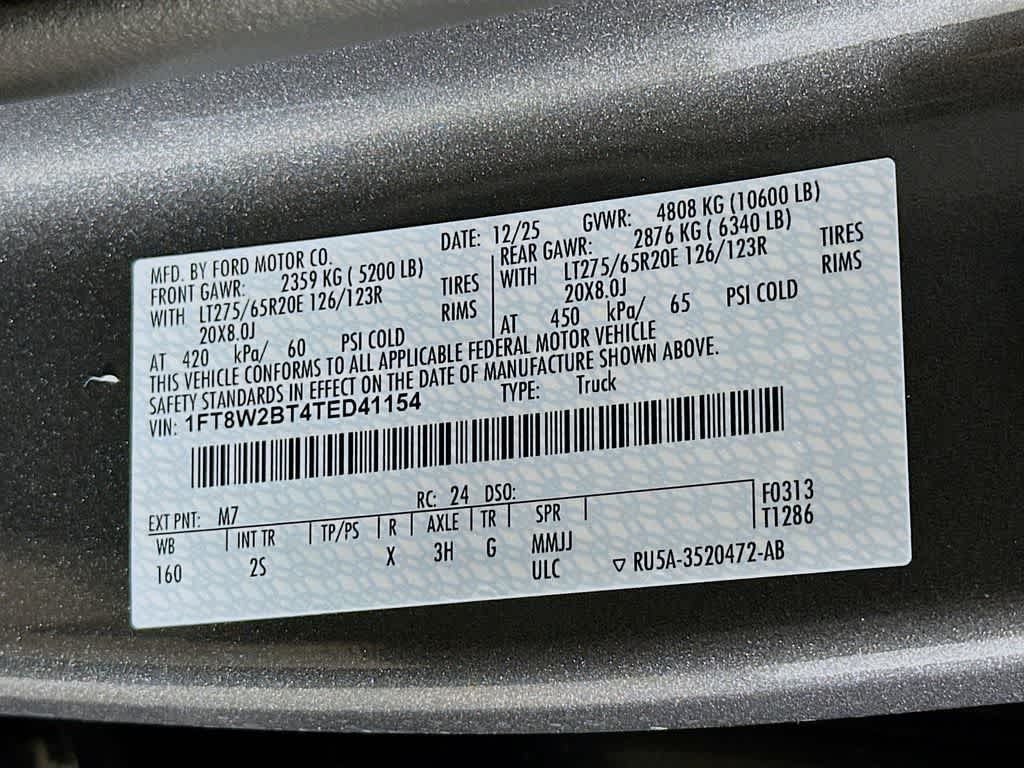 MFD. BY FORD MOTOR CO.
DATE: 12/25 GVWR: 4808 KG (10600 LB)
FRONT GAWR: 2359 KG ( 5200 LB)
WITH LT275/65R20E 126/123R TIRES
20X8.0J RIMS
AT 420 kPa/ 60 PSI COLD
REAR GAWR: 2876 KG ( 6340 LB)
WITH LT275/65R20E 126/123R TIRES
20X8.0J RIMS
AT 450 kPa/ 65 PSI COLD
THIS VEHICLE CONFORMS TO ALL APPLICABLE FEDERAL MOTOR VEHICLE
SAFETY STANDARDS IN EFFECT ON THE DATE OF MANUFACTURE SHOWN ABOVE.
VIN: 1FT8W2BT4TED41154 TYPE: Truck
EXT PNT: M7 RC: 24 DSO: F0313
WB INT TR TP/PS R AXLE TR SPR T1286
160 2S X 3H G MMJJ
ULC ▽ RU5A-3520472-AB